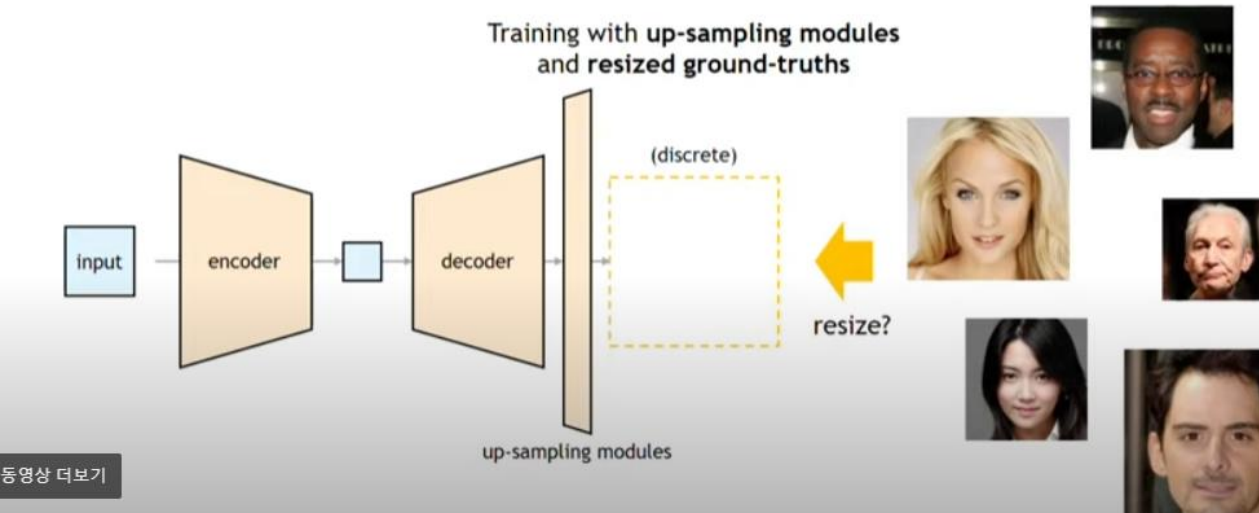 Training with up-sampling modules
and resized ground-truths
(discrete)
input
encoder
decoder
resize?
up-sampling modules
동영상 더보기